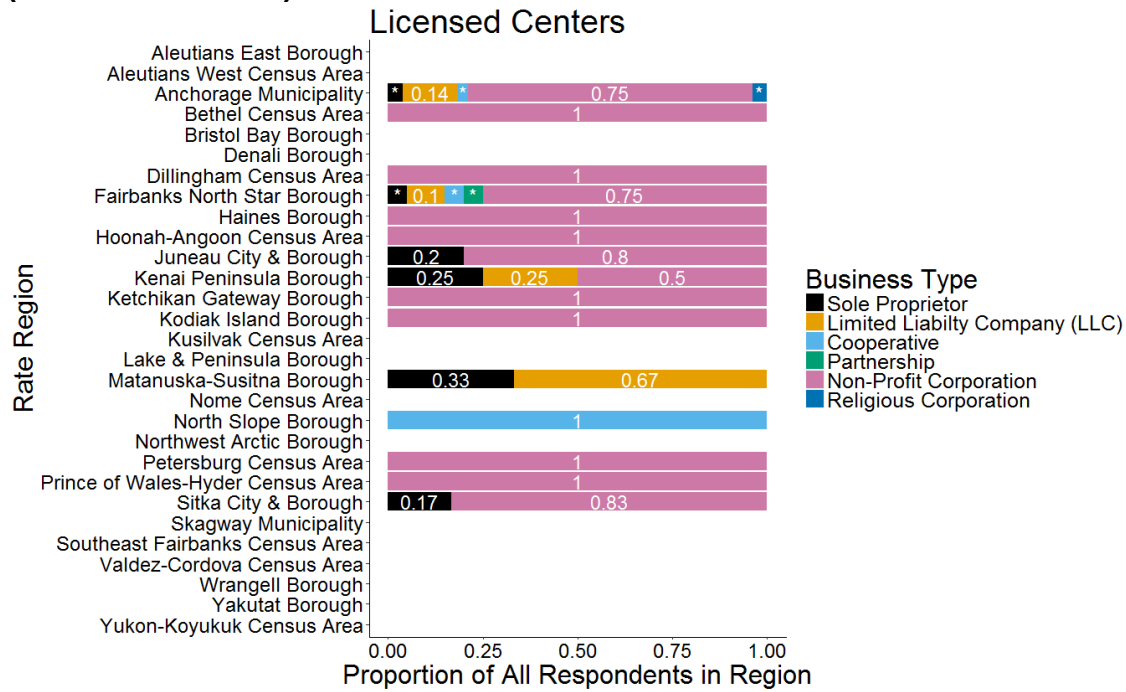 Licensed Centers
Rate Region
Aleutians East Borough
Aleutians West Census Area
Anchorage Municipality * 0.14 * 0.75 *
Bethel Census Area 1
Bristol Bay Borough
Denali Borough
Dillingham Census Area 1
Fairbanks North Star Borough * 0.1 * * 0.75
Haines Borough 1
Hoonah-Angoon Census Area 1
Juneau City & Borough 0.2 0.8
Kenai Peninsula Borough 0.25 0.25 0.5
Ketchikan Gateway Borough 1
Kodiak Island Borough 1
Kusilvak Census Area
Lake & Peninsula Borough
Matanuska-Susitna Borough 0.33 0.67
Nome Census Area
North Slope Borough 1
Northwest Arctic Borough
Petersburg Census Area 1
Prince of Wales-Hyder Census Area 1
Sitka City & Borough 0.17 0.83
Skagway Municipality
Southeast Fairbanks Census Area
Valdez-Cordova Census Area
Wrangell Borough
Yakutat Borough
Yukon-Koyukuk Census Area
0.00 0.25 0.50 0.75 1.00
Proportion of All Respondents in Region
Business Type
Sole Proprietor
Limited Liabilty Company (LLC)
Cooperative
Partnership
Non-Profit Corporation
Religious Corporation